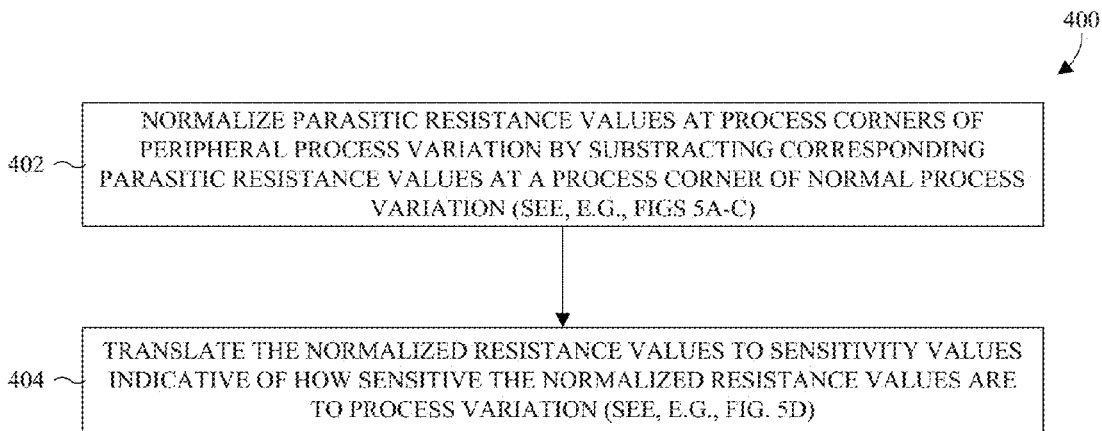 400
402
NORMALIZE PARASITIC RESISTANCE VALUES AT PROCESS CORNERS OF
PERIPHERAL PROCESS VARIATION BY SUBSTRACTING CORRESPONDING
PARASITIC RESISTANCE VALUES AT A PROCESS CORNER OF NORMAL PROCESS
VARIATION (SEE, E.G., FIGS 5A-C)
404
TRANSLATE THE NORMALIZED RESISTANCE VALUES TO SENSITIVITY VALUES
INDICATIVE OF HOW SENSITIVE THE NORMALIZED RESISTANCE VALUES ARE
TO PROCESS VARIATION (SEE, E.G., FIG. 5D)